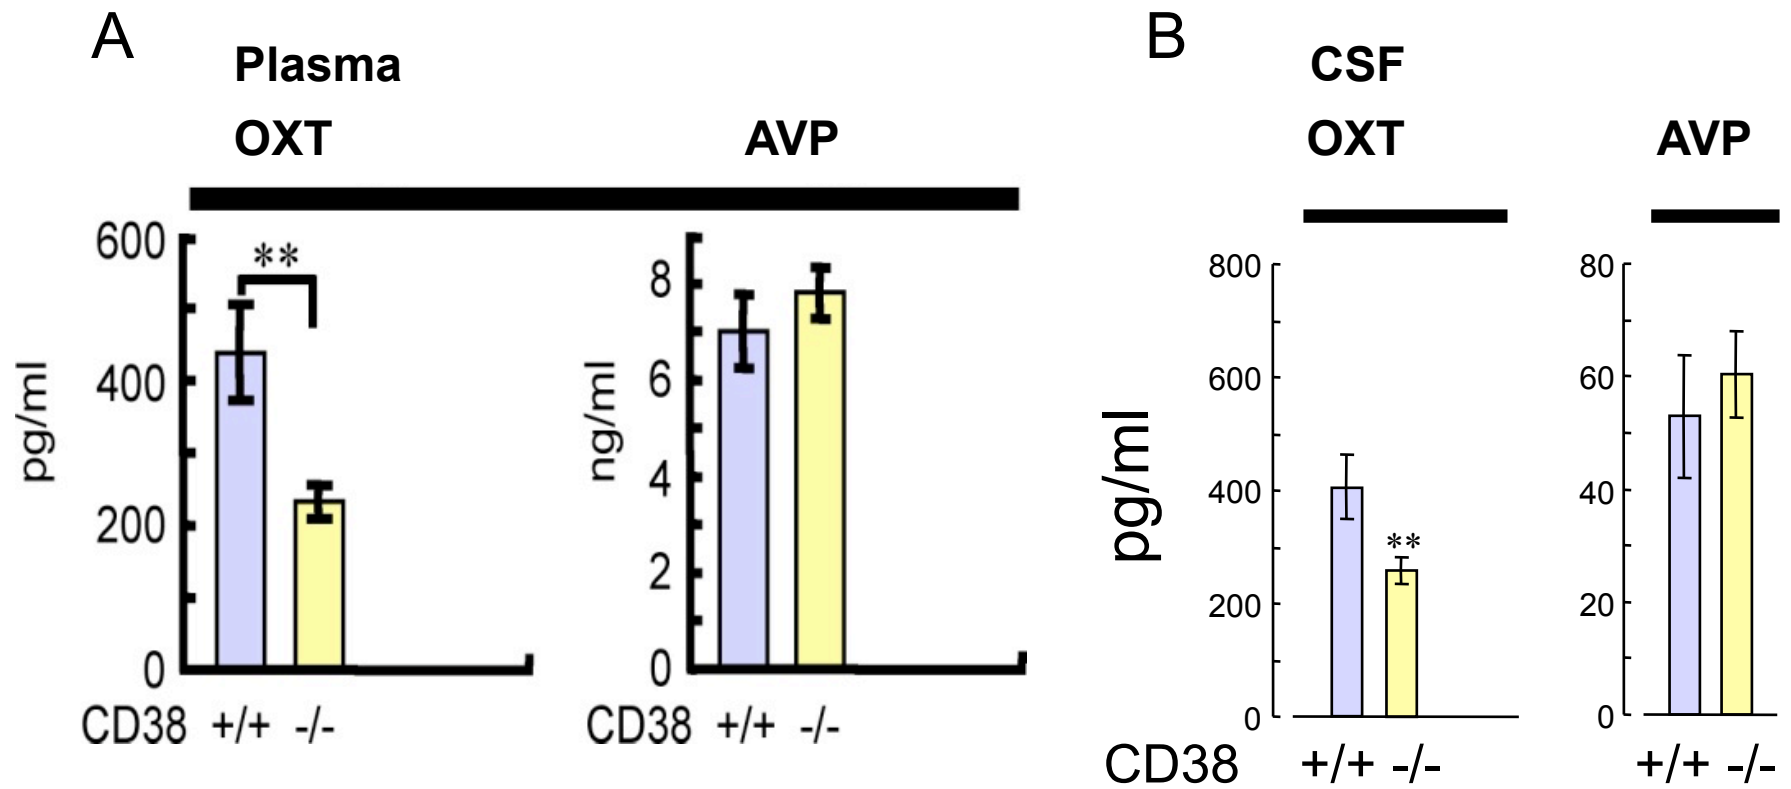 A
Plasma
OXT
AVP
600
400
200
0
pg/ml
**
CD38 +/+ -/-
8
6
4
2
0
ng/ml
CD38 +/+ -/-
B
CSF
OXT
AVP
800
600
400
200
0
pg/ml
**
CD38 +/+ -/-
80
60
40
20
0
+/+ -/-